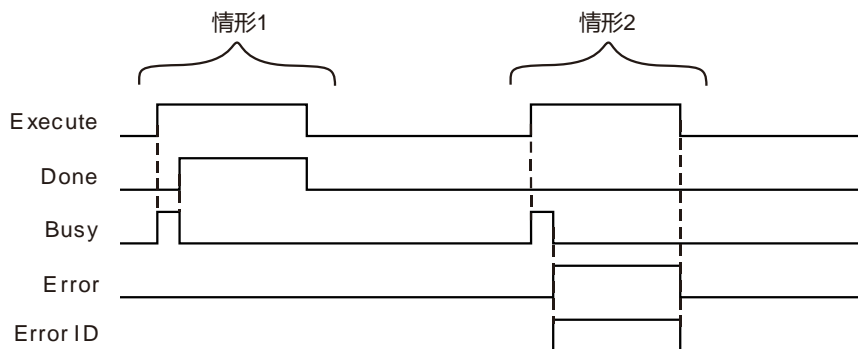 情形1
情形2
Execute
Done
Busy
Error
Error ID